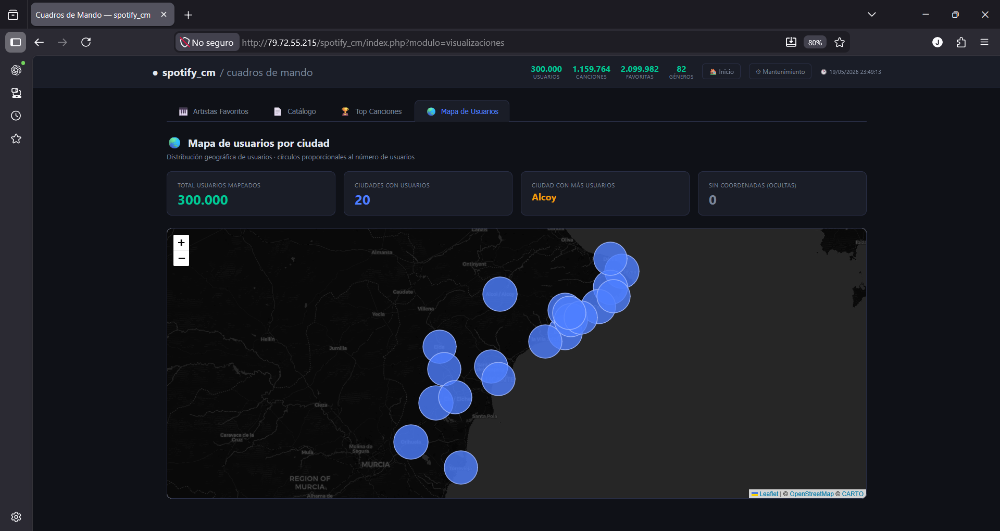 Cuadros de Mando — spotify_cm
No seguro
http://79.72.55.215/spotify_cm/index.php?modulo=visualizaciones
80%
J
spotify_cm / cuadros de mando
300.000
USUARIOS
1.159.764
CANCIONES
2.099.982
FAVORITAS
82
GÉNEROS
Inicio
Mantenimiento
19/05/2026 23:49:13
Artistas Favoritos
Catálogo
Top Canciones
Mapa de Usuarios
Mapa de usuarios por ciudad
Distribución geográfica de usuarios · círculos proporcionales al número de usuarios
TOTAL USUARIOS MAPEADOS
300.000
CIUDADES CON USUARIOS
20
CIUDAD CON MÁS USUARIOS
Alcoy
SIN COORDENADAS (OCULTAS)
0
+
−
Canals
Gandia
Oliva
Almansa
Ontinyent
Caudete
Villena
Yecla
Hellín
Jumilla
Elda
Cieza
Santa Pola
Caravaca de la
Cruz
Mula
Molina de
Segura
Orihuela
MURCIA
REGION OF
MURCIA
Alhama de
Leaflet | © OpenStreetMap © CARTO